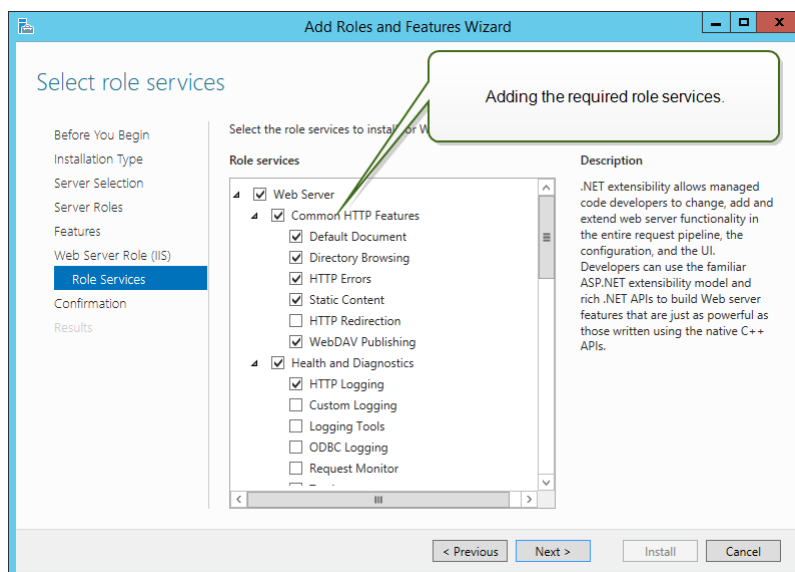 Add Roles and Features Wizard
Select role services
Adding the required role services.
Before You Begin
Installation Type
Server Selection
Server Roles
Features
Web Server Role (IIS)
Role Services
Confirmation
Results
Select the role services to install for W
Role services
Web Server
Common HTTP Features
Default Document
Directory Browsing
HTTP Errors
Static Content
HTTP Redirection
WebDAV Publishing
Health and Diagnostics
HTTP Logging
Custom Logging
Logging Tools
ODBC Logging
Request Monitor
Description
.NET extensibility allows managed
code developers to change, add and
extend web server functionality in
the entire request pipeline, the
configuration, and the UI.
Developers can use the familiar
ASP.NET extensibility model and
rich .NET APIs to build Web server
features that are just as powerful as
those written using the native C++
APIs.
< Previous
Next >
Install
Cancel